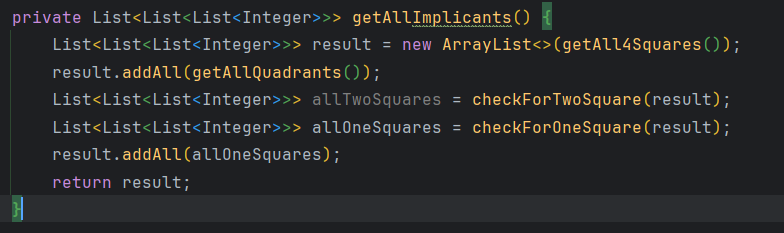 private List<List<List<Integer>>> getAllImplicants() {
    List<List<List<Integer>>> result = new ArrayList<>(getAll4Squares());
    result.addAll(getAllQuadrants());
    List<List<List<Integer>>> allTwoSquares = checkForTwoSquare(result);
    List<List<List<Integer>>> allOneSquares = checkForOneSquare(result);
    result.addAll(allOneSquares);
    return result;
}